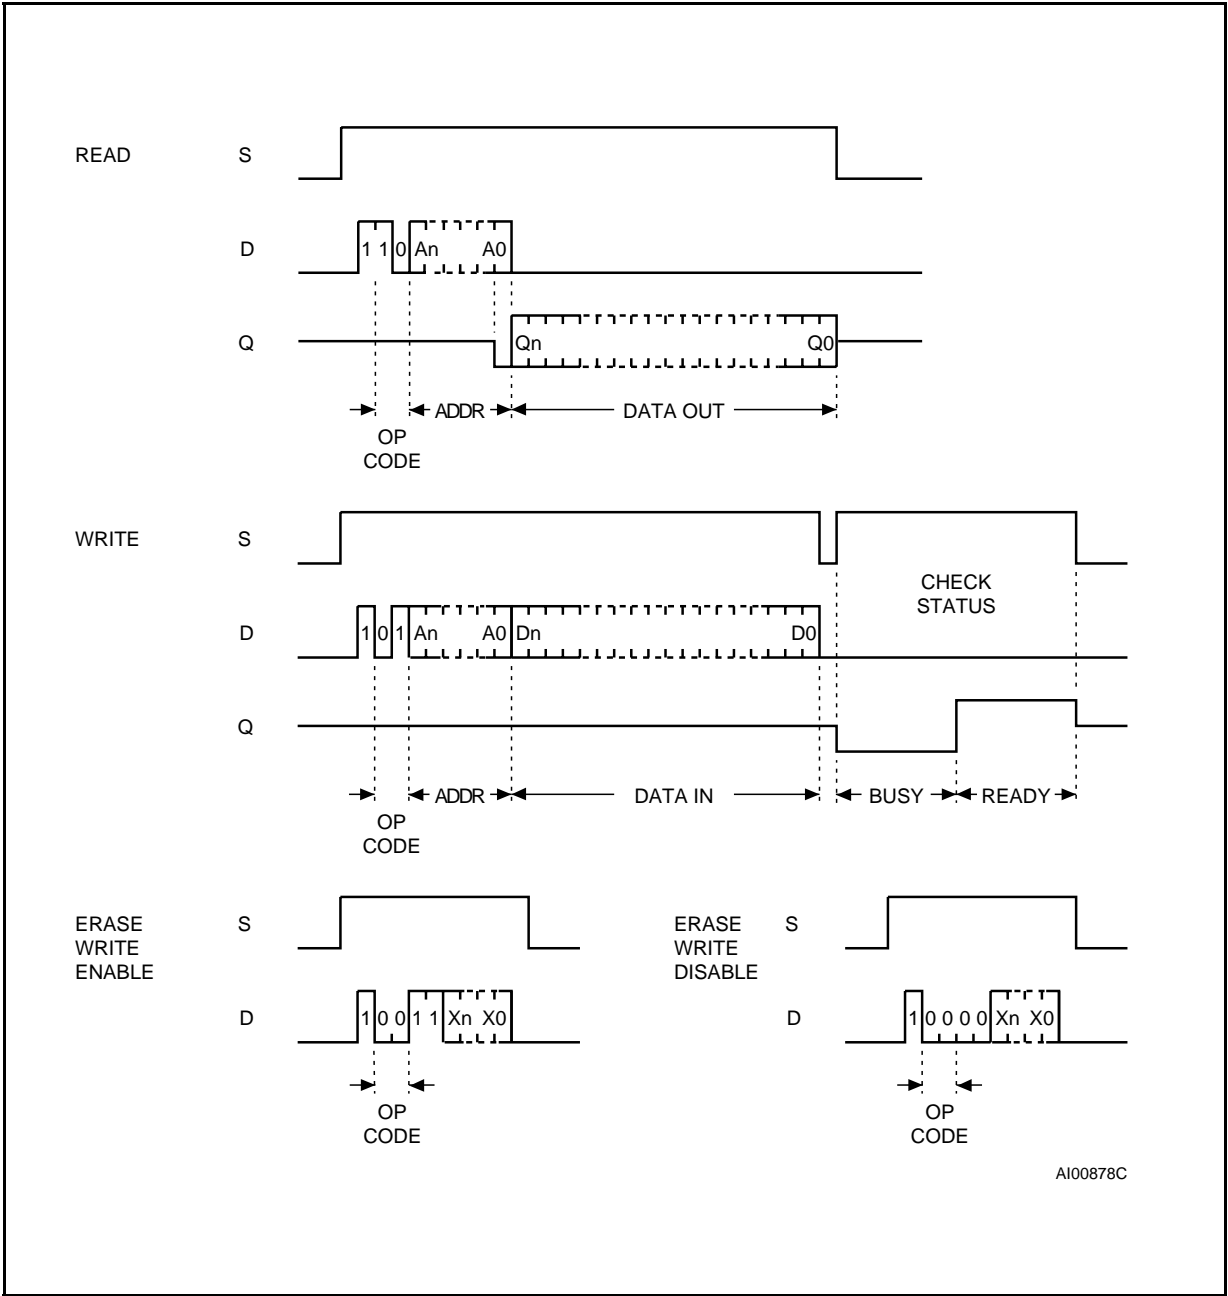 READ S
D 1 1 0 An A0
Q Qn Q0
ADDR DATA OUT
OP
CODE
WRITE S
CHECK
STATUS
D 1 0 1 An A0 Dn D0
Q
ADDR DATA IN BUSY READY
OP
CODE
ERASE
WRITE
ENABLE
S
D 1 0 0 1 1 Xn X0
OP
CODE
ERASE
WRITE
DISABLE
S
D 1 0 0 0 0 Xn X0
OP
CODE
AI00878C